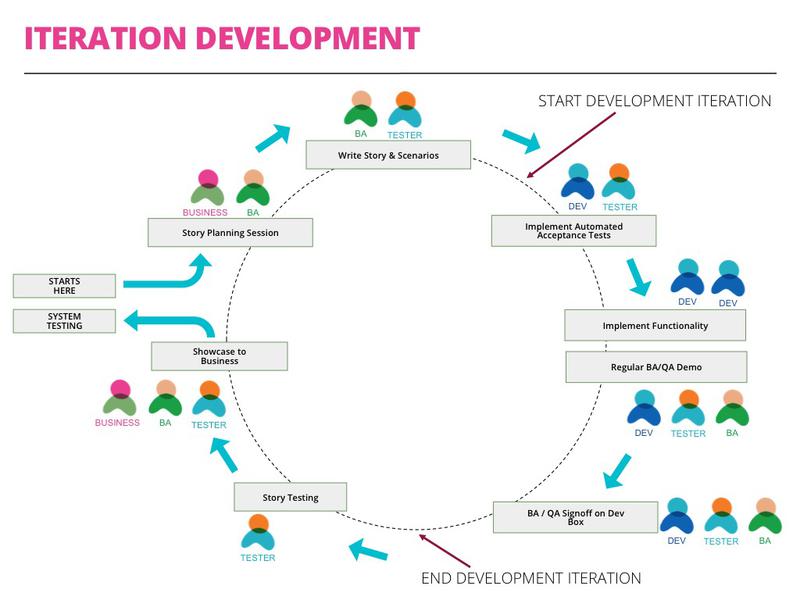 ITERATION DEVELOPMENT
START DEVELOPMENT ITERATION
BA
TESTER
Write Story & Scenarios
BUSINESS
BA
Story Planning Session
DEV
TESTER
Implement Automated
Acceptance Tests
STARTS
HERE
SYSTEM
TESTING
DEV
DEV
Implement Functionality
Regular BA/QA Demo
Showcase to
Business
BUSINESS
BA
TESTER
DEV
TESTER
BA
Story Testing
TESTER
BA / QA Signoff on Dev
Box
DEV
TESTER
BA
END DEVELOPMENT ITERATION